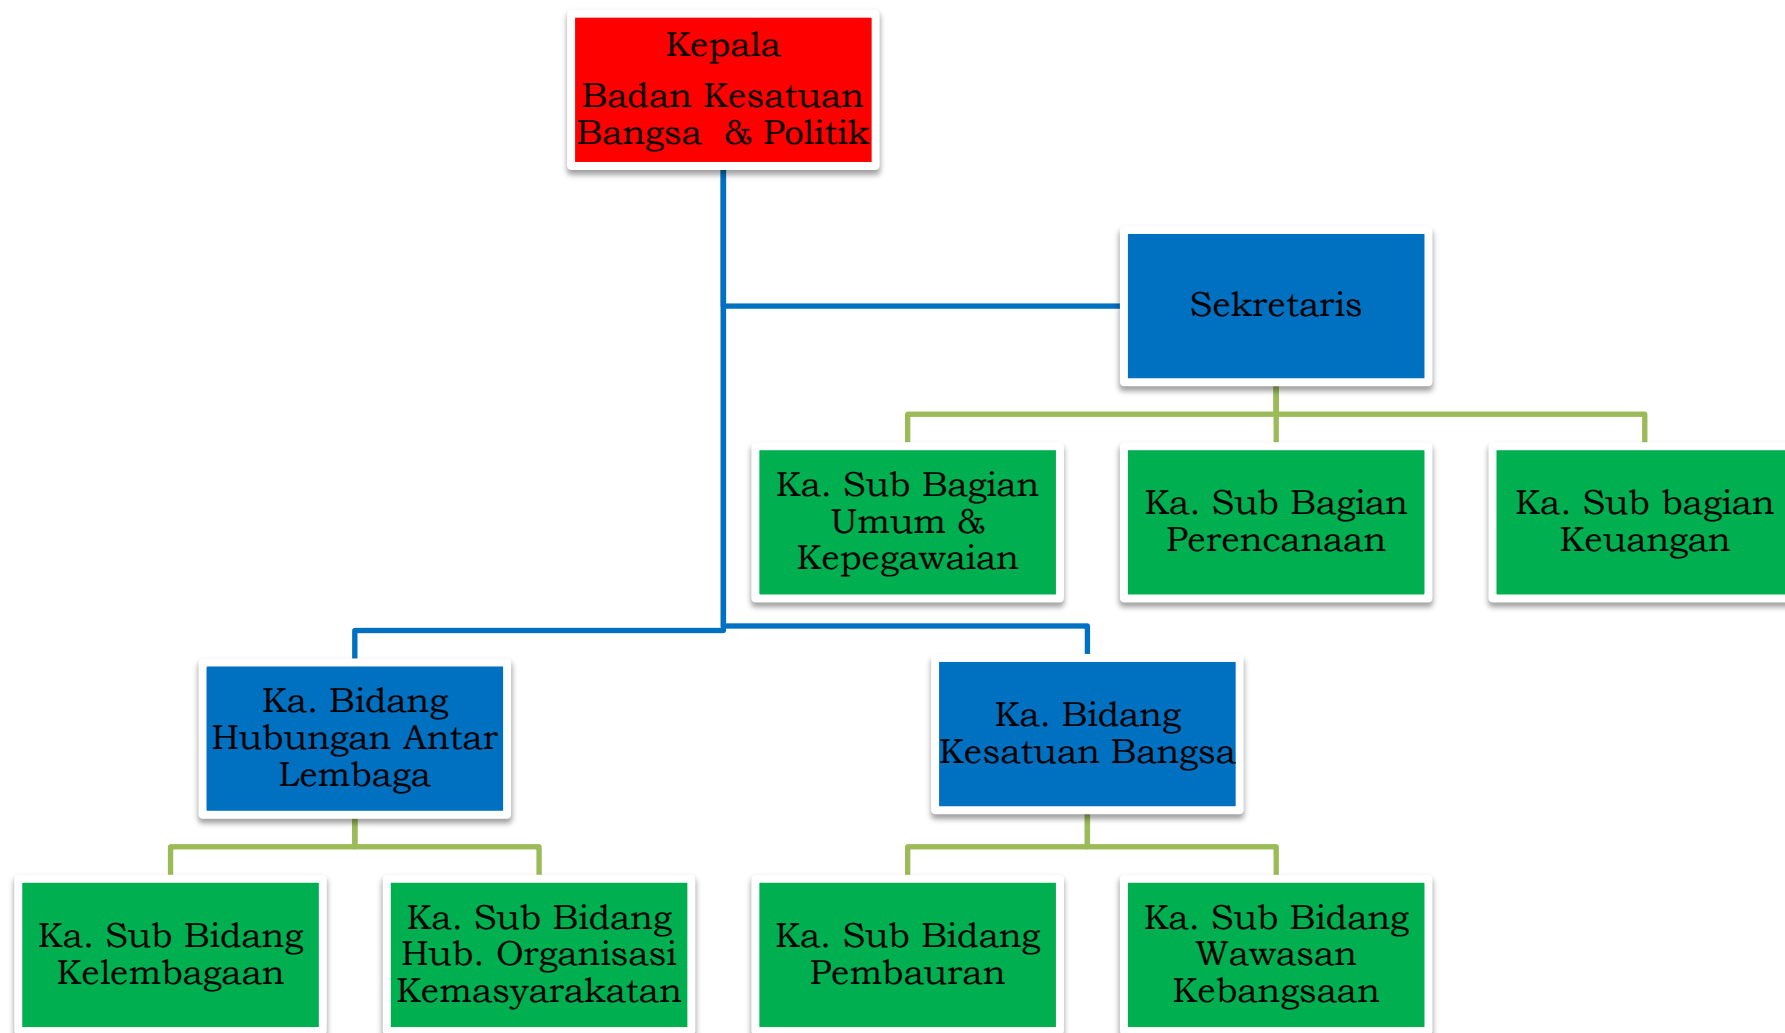 Kepala
Badan Kesatuan
Bangsa & Politik
Sekretaris
Ka. Sub Bagian
Umum &
Kepegawaian
Ka. Sub Bagian
Perencanaan
Ka. Sub bagian
Keuangan
Ka. Bidang
Hubungan Antar
Lembaga
Ka. Bidang
Kesatuan Bangsa
Ka. Sub Bidang
Kelembagaan
Ka. Sub Bidang
Hub. Organisasi
Kemasyarakatan
Ka. Sub Bidang
Pembauran
Ka. Sub Bidang
Wawasan
Kebangsaan